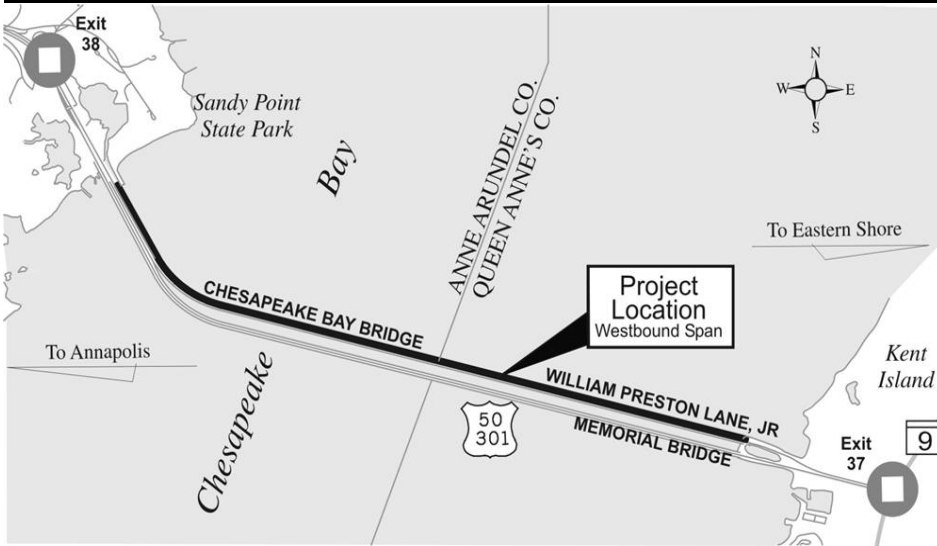 Exit
38
Sandy Point
State Park
Bay
ANNE ARUNDEL CO.
QUEEN ANNE'S CO.
N
W
E
S
To Eastern Shore
Project
Location
Westbound Span
CHESAPEAKE BAY BRIDGE
To Annapolis
Chesapeake
50
301
WILLIAM PRESTON LANE, JR
MEMORIAL BRIDGE
Kent
Island
Exit
37
9